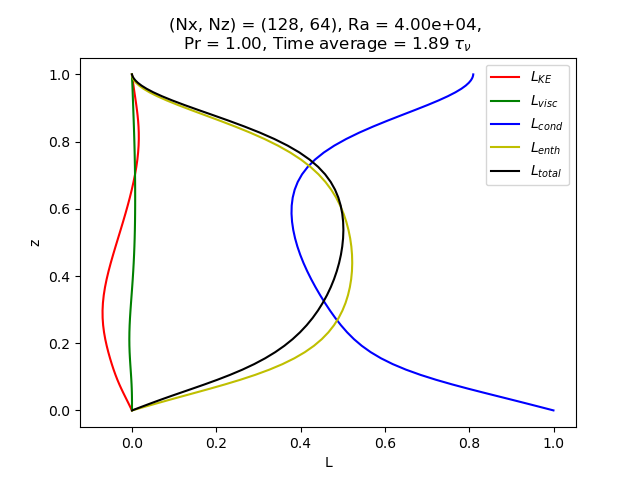 (Nx, Nz) = (128, 64), Ra = 4.00e+04,
Pr = 1.00, Time average = 1.89 τ_ν
1.0
0.8
0.6
0.4
0.2
0.0
z
0.0 0.2 0.4 0.6 0.8 1.0
L
L_KE
L_visc
L_cond
L_enth
L_total